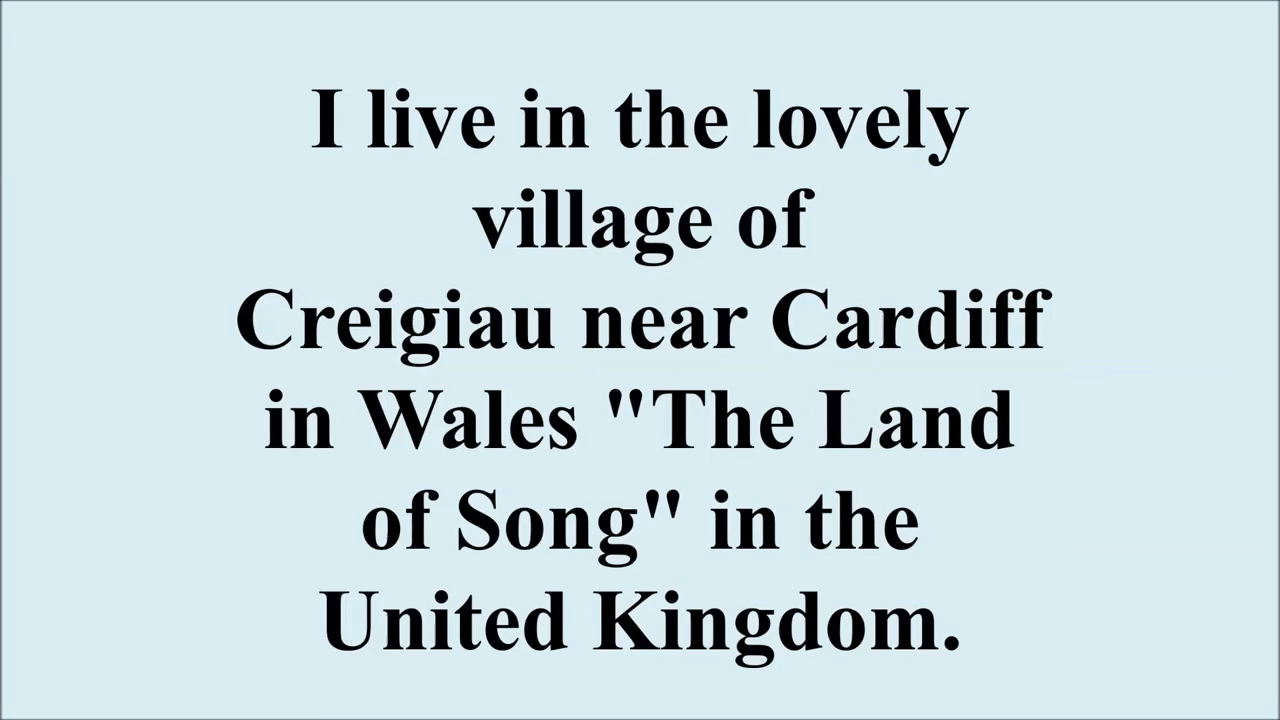 I live in the lovely
village of
Creigiau near Cardiff
in Wales "The Land
of Song" in the
United Kingdom.